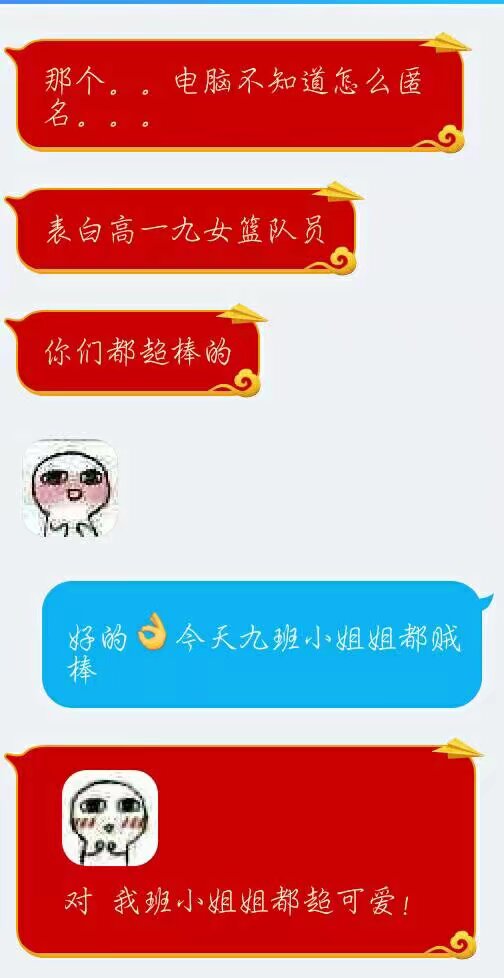 那个。。电脑不知道怎么匿
名。。。
表白高一九女篮队员
你们都超棒的
好的👌今天九班小姐姐都贼
棒
对 我班小姐姐都超可爱！